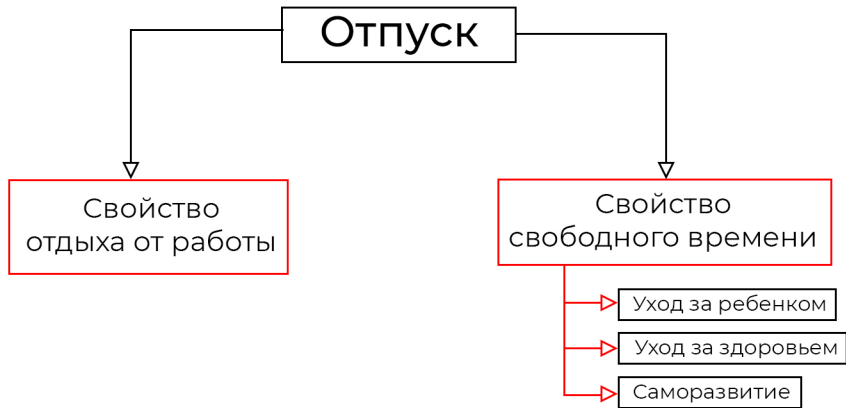 Отпуск
Свойство
отдыха от работы
Свойство
свободного времени
Уход за ребенком
Уход за здоровьем
Саморазвитие